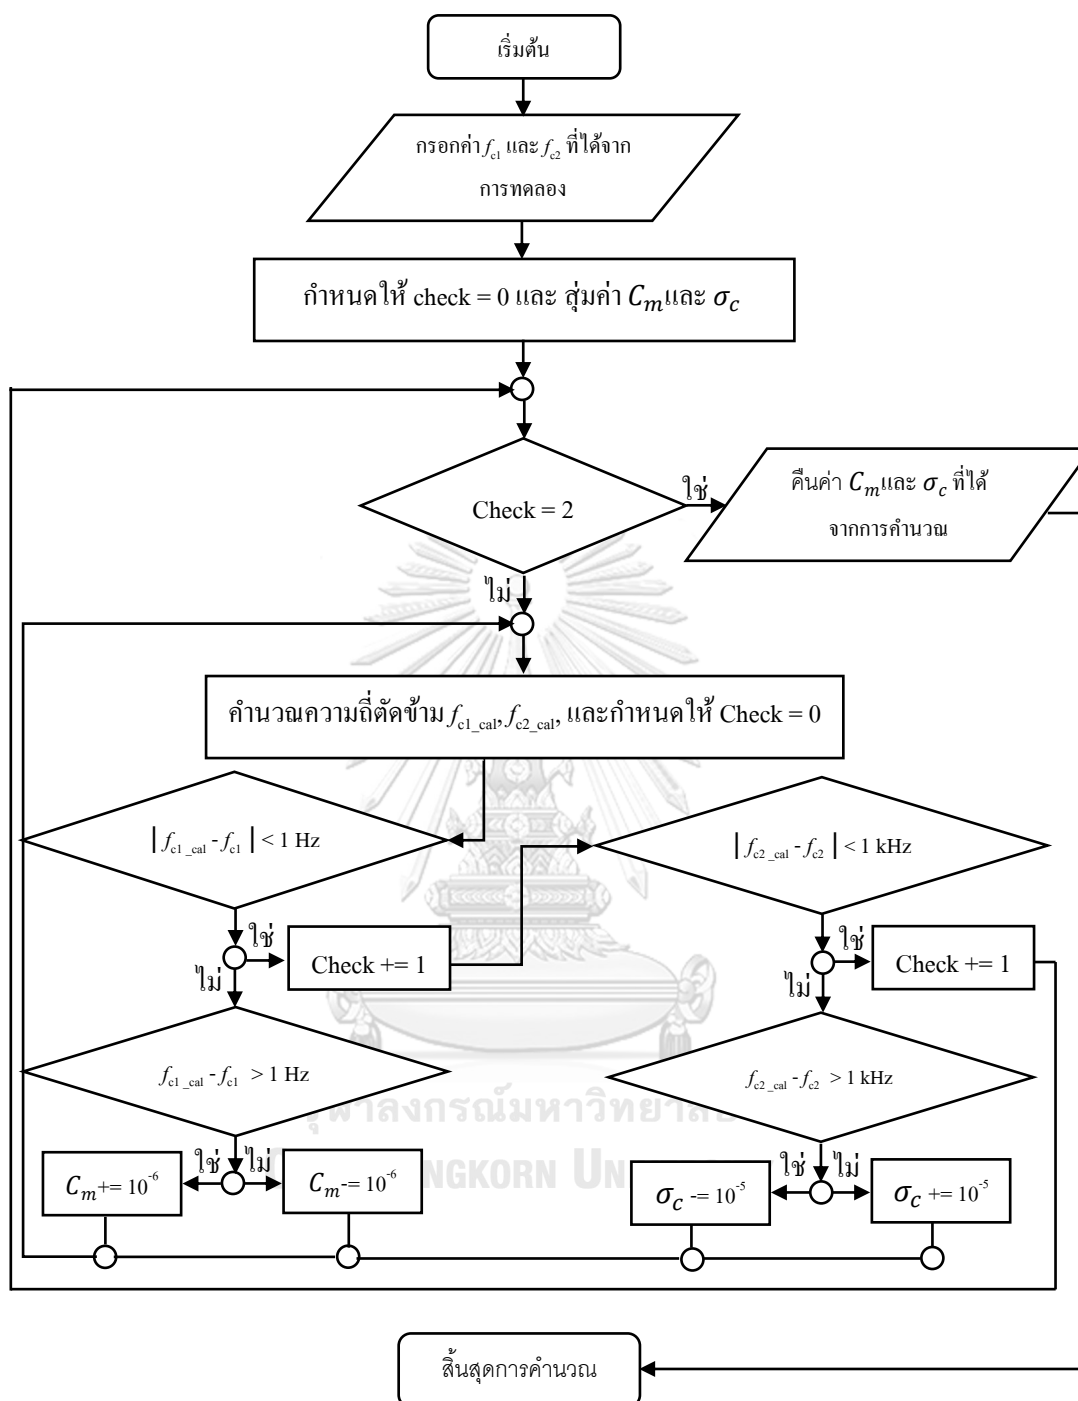 เริ่มต้น
กรอกค่า f_c1 และ f_c2 ที่ได้จาก
การทดลอง
กำหนดให้ check = 0 และ สุ่มค่า C_m และ σ_c
Check = 2
ใช่
คืนค่า C_m และ σ_c ที่ได้
จากการคำนวณ
ไม่
คำนวณความถี่ตัดข้าม f_c1_cal, f_c2_cal, และกำหนดให้ Check = 0
| f_c1_cal - f_c1 | < 1 Hz
| f_c2_cal - f_c2 | < 1 kHz
ใช่
Check += 1
ไม่
ใช่
Check += 1
ไม่
f_c1_cal - f_c1 > 1 Hz
f_c2_cal - f_c2 > 1 kHz
ใช่
ไม่
C_m += 10^-6
C_m -= 10^-6
ใช่
ไม่
σ_c -= 10^-5
σ_c += 10^-5
สิ้นสุดการคำนวณ